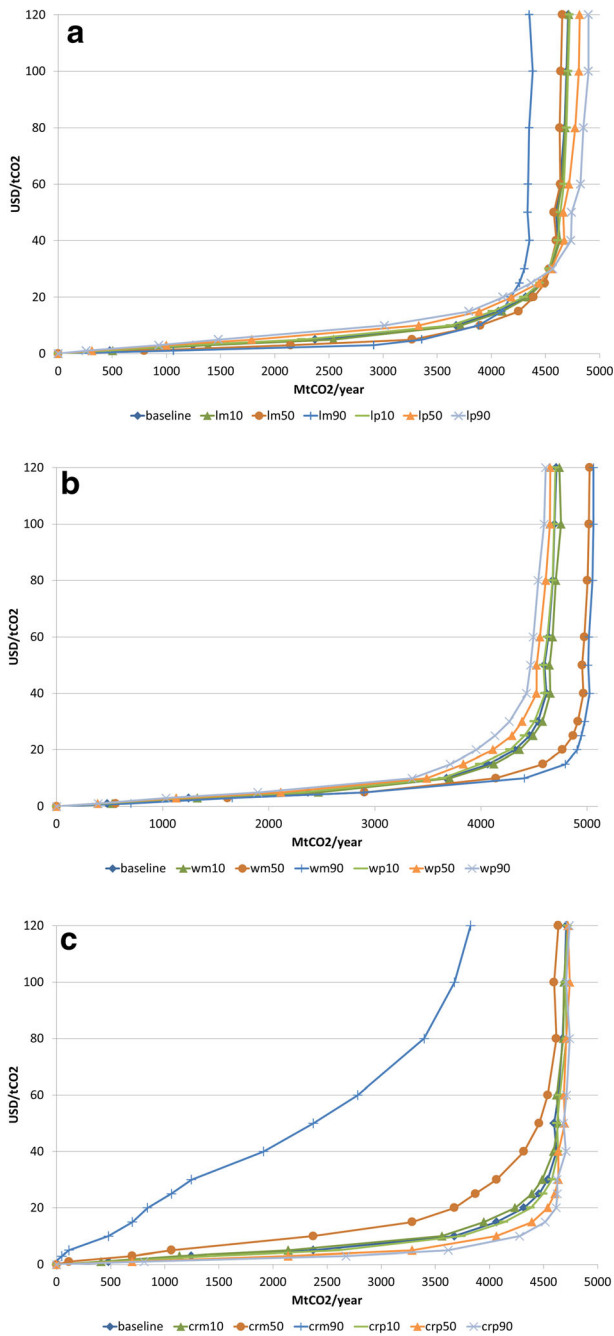 a
120
100
80
60
40
20
0
USD/tCO2
0 500 1000 1500 2000 2500 3000 3500 4000 4500 5000
MtCO2/year
baseline lm10 lm50 lm90 lp10 lp50 lp90
b
120
100
80
60
40
20
0
USD/tCO2
0 1000 2000 3000 4000 5000
MtCO2/year
baseline wm10 wm50 wm90 wp10 wp50 wp90
c
120
100
80
60
40
20
0
USD/tCO2
0 500 1000 1500 2000 2500 3000 3500 4000 4500 5000
MtCO2/year
baseline crm10 crm50 crm90 crp10 crp50 crp90